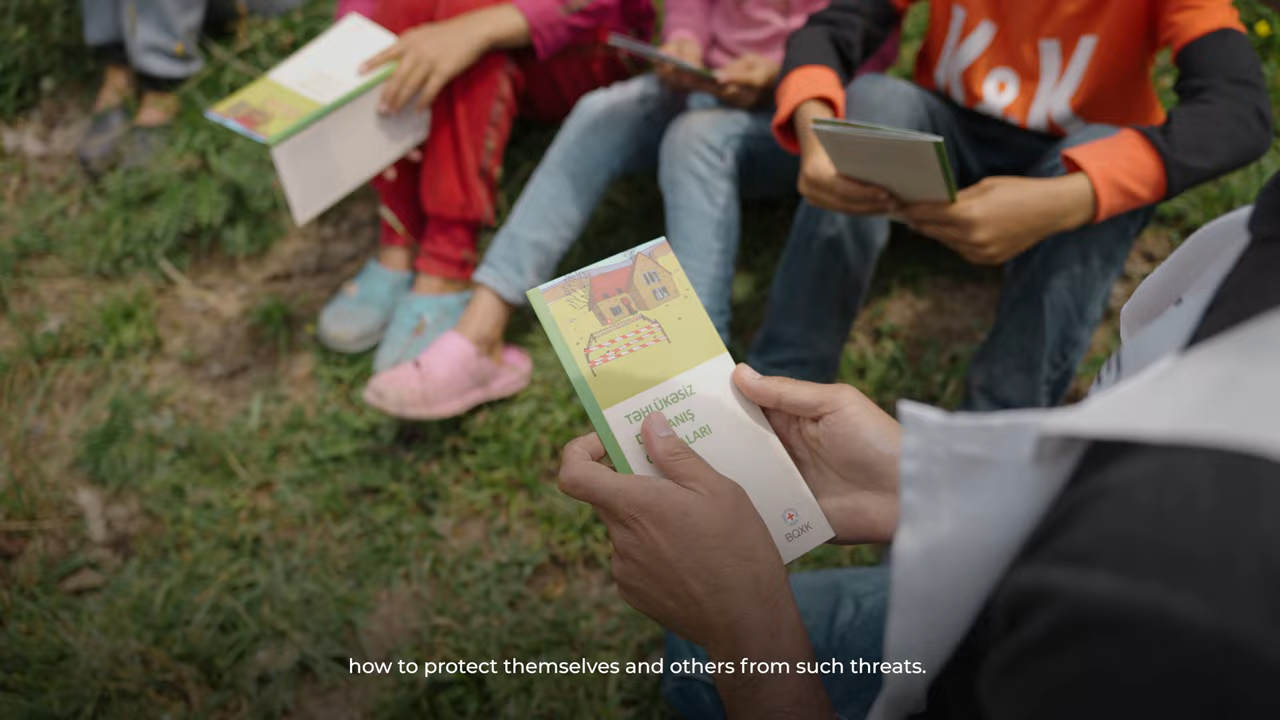 K&K
TƏHLÜKƏSİZ
BQXK
how to protect themselves and others from such threats.